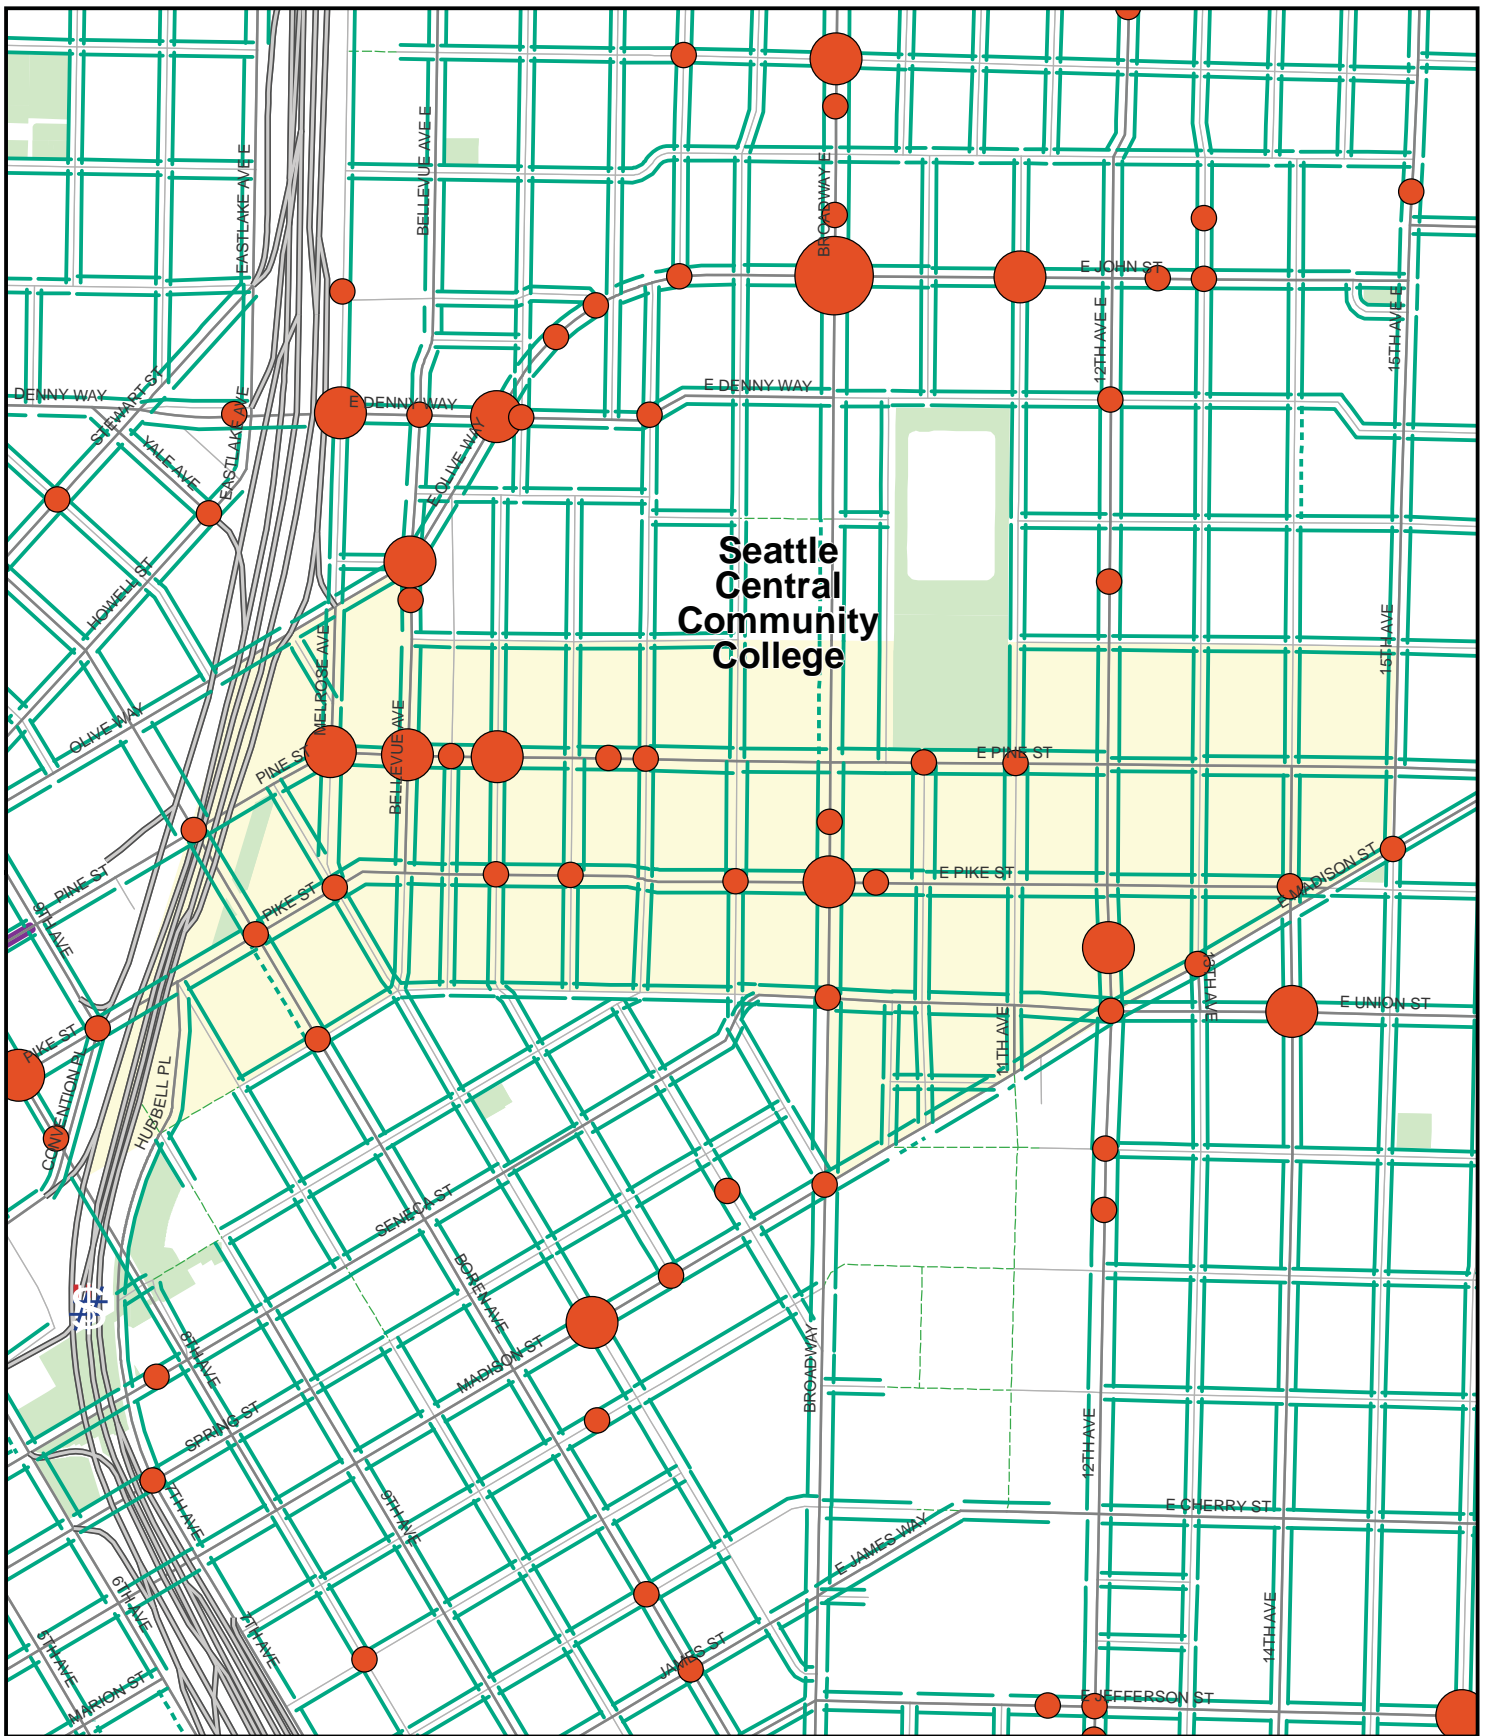 EASTLAKE AVE E
BELLEVUE AVE E
BROADWAY E
E JOHN ST
12TH AVE E
15TH AVE E
DENNY WAY
STEWART ST
YALE AVE
EASTLAKE AVE
E DENNY WAY
E DENNY WAY
E OLIVE WAY
HOWELL ST
Seattle
Central
Community
College
MELROSE AVE
15TH AVE
OLIVE WAY
PINE ST
BELLEVUE AVE
E PINE ST
PINE ST
9TH AVE
PIKE ST
E PIKE ST
E MADISON ST
13TH AVE
E UNION ST
11TH AVE
PIKE ST
CONVENTION PL
HUBBELL PL
SENECA ST
BOREN AVE
MADISON ST
8TH AVE
SPRING ST
BROADWAY
12TH AVE
7TH AVE
9TH AVE
E CHERRY ST
E JAMES WAY
6TH AVE
7TH AVE
5TH AVE
MARION ST
JAMES ST
14TH AVE
E JEFFERSON ST